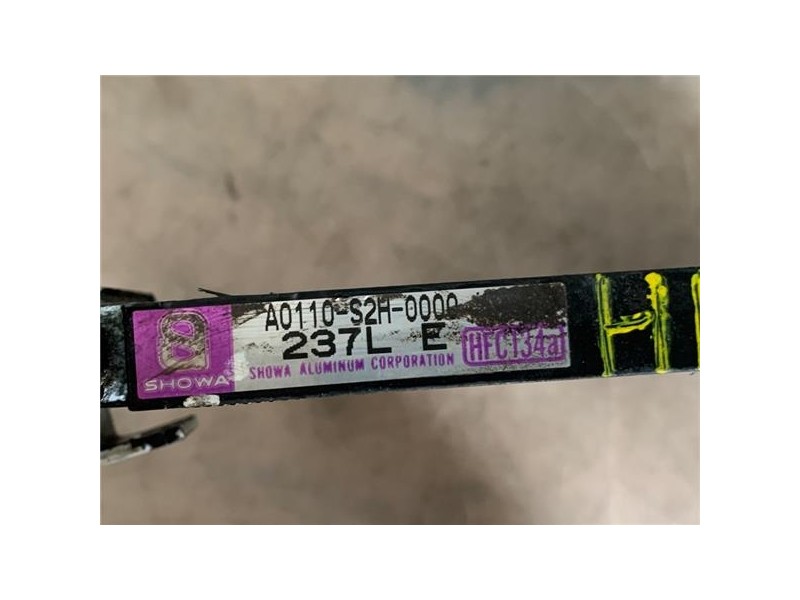 A0110-S2H-0000
237L E
HFC134a
SHOWA ALUMINUM CORPORATION
SHOWA